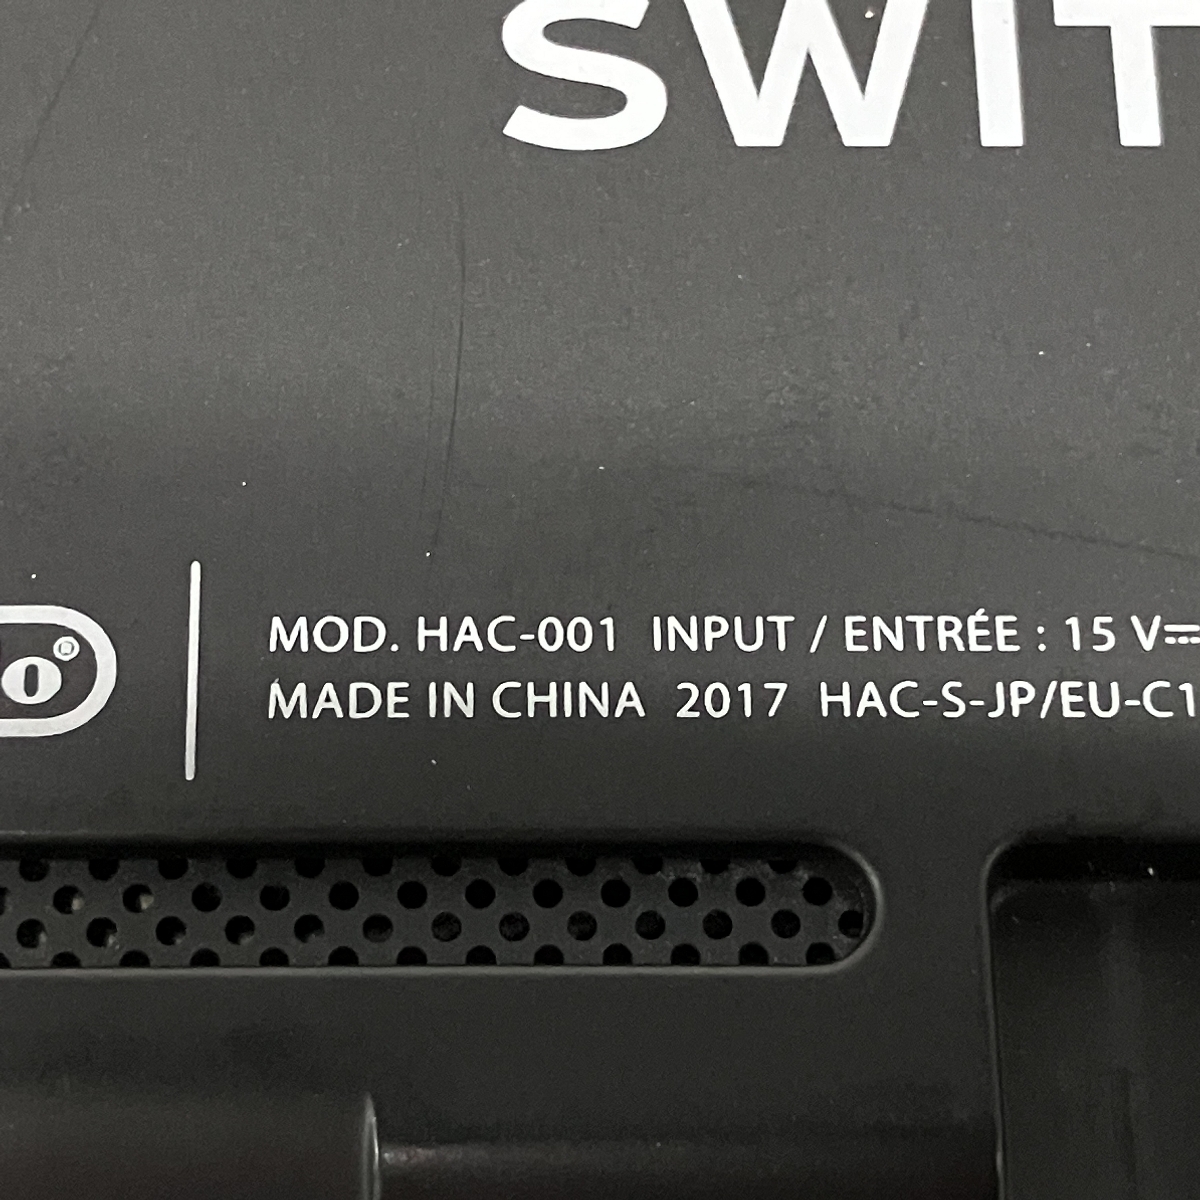 SWIT
o®
MOD. HAC-001 INPUT / ENTRÉE : 15 V⎓
MADE IN CHINA 2017 HAC-S-JP/EU-C1